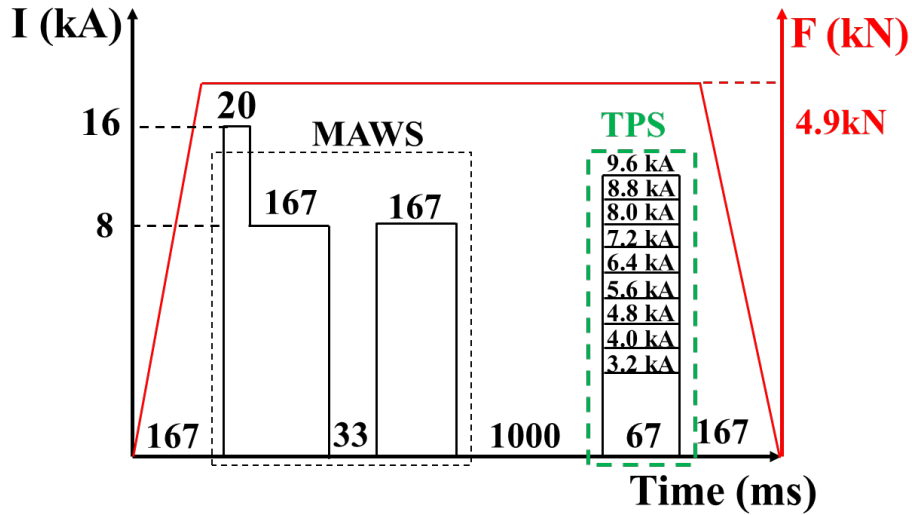 I (kA)
F (kN)
20
16
MAWS
TPS
4.9kN
9.6 kA
8.8 kA
167
167
8.0 kA
8
7.2 kA
6.4 kA
5.6 kA
4.8 kA
4.0 kA
3.2 kA
167
33
1000
67
167
Time (ms)